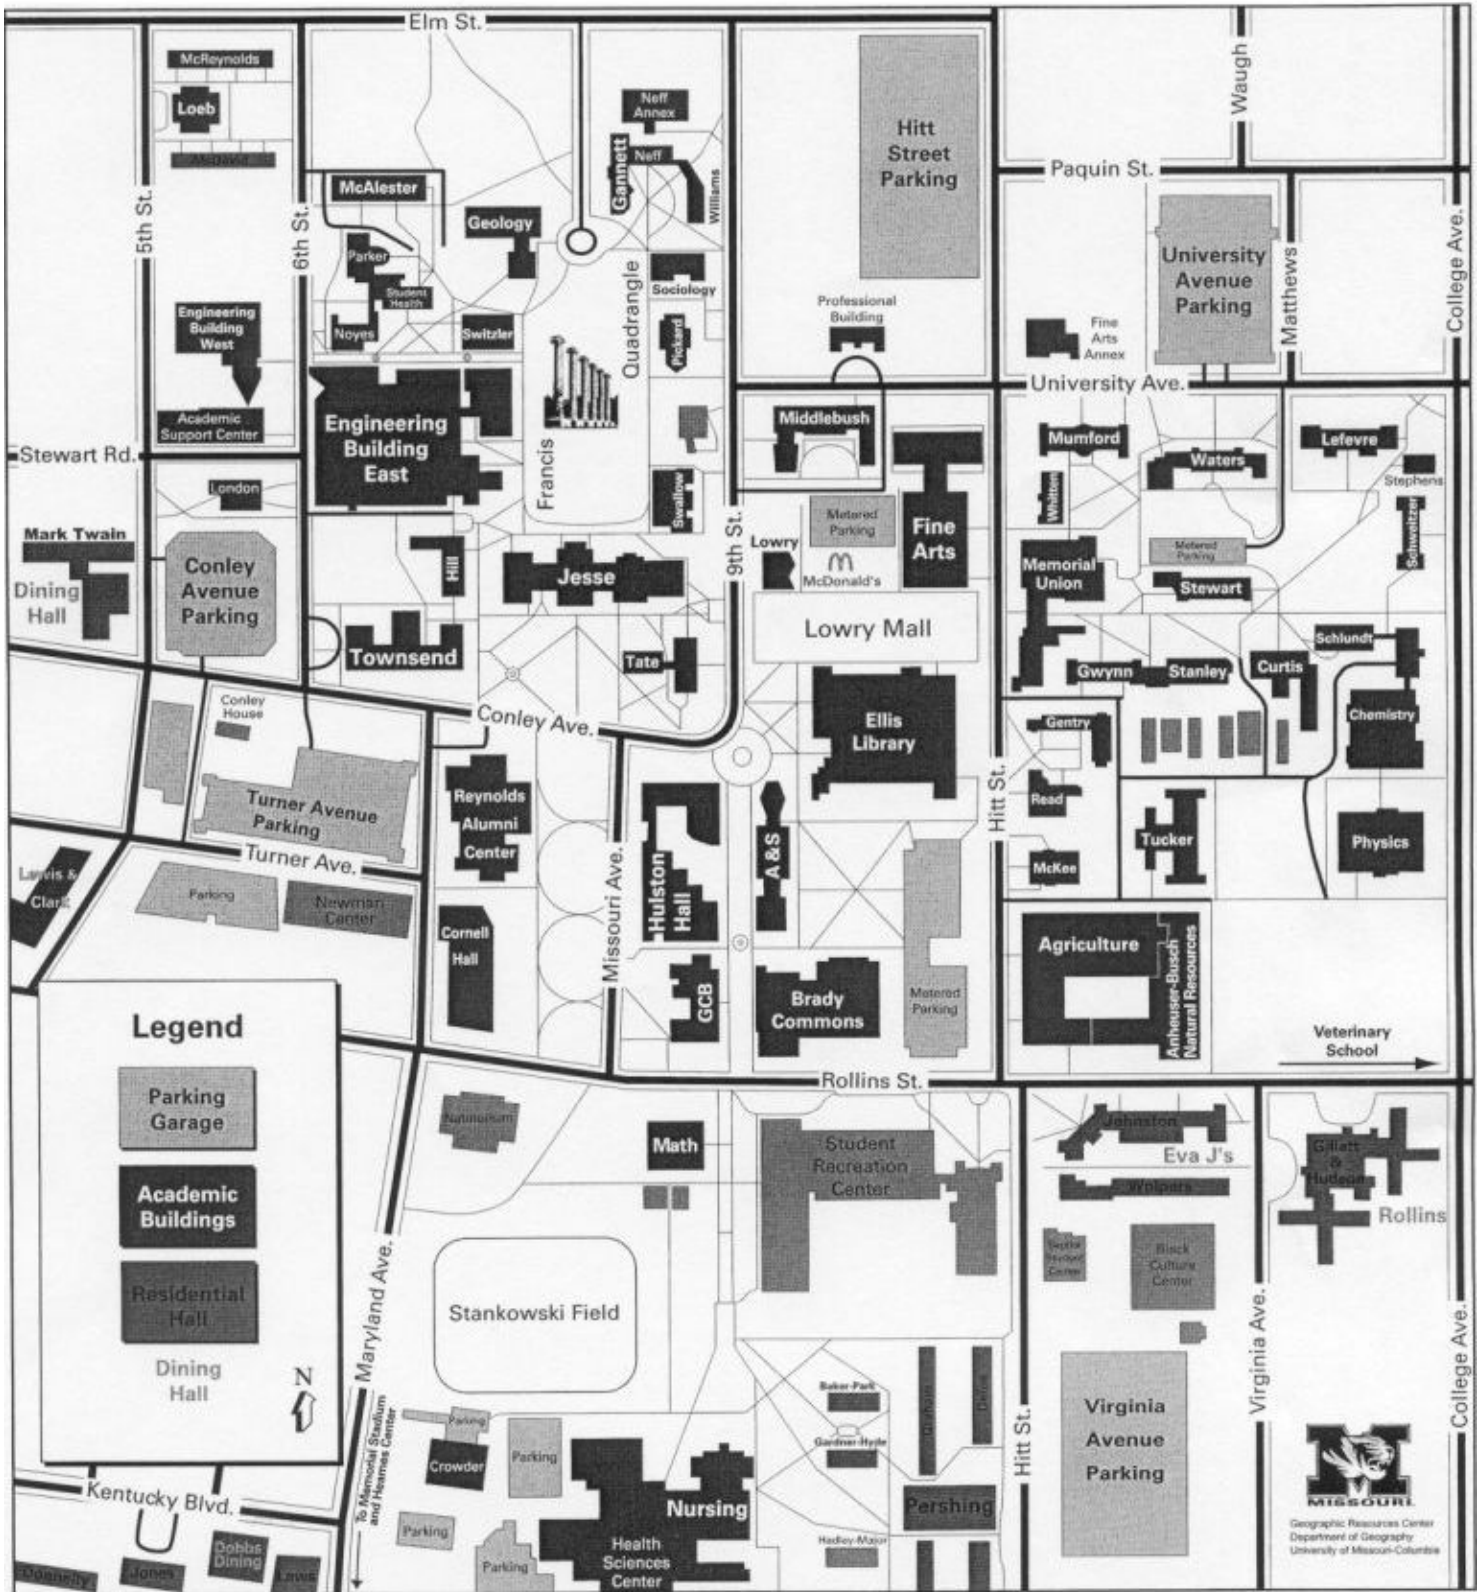 Elm St.
McReynolds
Loeb
McDavid
5th St.
6th St.
McAlester
Geology
Parker
Student
Health
Noyes
Switzler
Neff
Annex
Neff
Gannett
Williams
Sociology
Pickard
Francis
Quadrangle
Hitt
Street
Parking
Professional
Building
Waugh
Paquin St.
University
Avenue
Parking
Matthews
College Ave.
Fine
Arts
Annex
University Ave.
Engineering
Building
West
Academic
Support Center
Engineering
Building
East
Stewart Rd.
London
Mark Twain
Dining
Hall
Conley
Avenue
Parking
Hill
Jesse
Swallow
9th St.
Townsend
Tate
Middlebush
Metered
Parking
Fine
Arts
Lowry
McDonald's
Lowry Mall
Mumford
Waters
Lefevre
Stephens
Whitten
Schweitzer
Memorial
Union
Metered
Parking
Stewart
Schlundt
Gwynn
Stanley
Curtis
Chemistry
Gentry
Read
McKee
Tucker
Physics
Conley
House
Conley Ave.
Ellis
Library
Hitt St.
Turner Avenue
Parking
Turner Ave.
Reynolds
Alumni
Center
Missouri Ave.
Hulston
Hall
A & S
Lewis &
Clark
Parking
Newman
Center
Cornell
Hall
GCB
Brady
Commons
Metered
Parking
Agriculture
Anheuser-Busch
Natural Resources
Veterinary
School
Legend
Parking
Garage
Academic
Buildings
Residential
Hall
Dining
Hall
N
Rollins St.
Natatorium
Math
Student
Recreation
Center
Johnston
Eva J's
Wolpers
Gillett
&
Hudson
Rollins
Black
Culture
Center
Maryland Ave.
Stankowski Field
Virginia Ave.
College Ave.
Hitt St.
Virginia
Avenue
Parking
Baker-Park
Gardner-Hyde
Graham
Pershing
Hadley-Major
To Memorial Stadium
and Hearnes Center
Parking
Crowder
Parking
Parking
Parking
Nursing
Health
Sciences
Center
Kentucky Blvd.
Donnelly
Jones
Dobbs
Dining
Laws
MISSOURI
Geographic Resources Center
Department of Geography
University of Missouri-Columbia